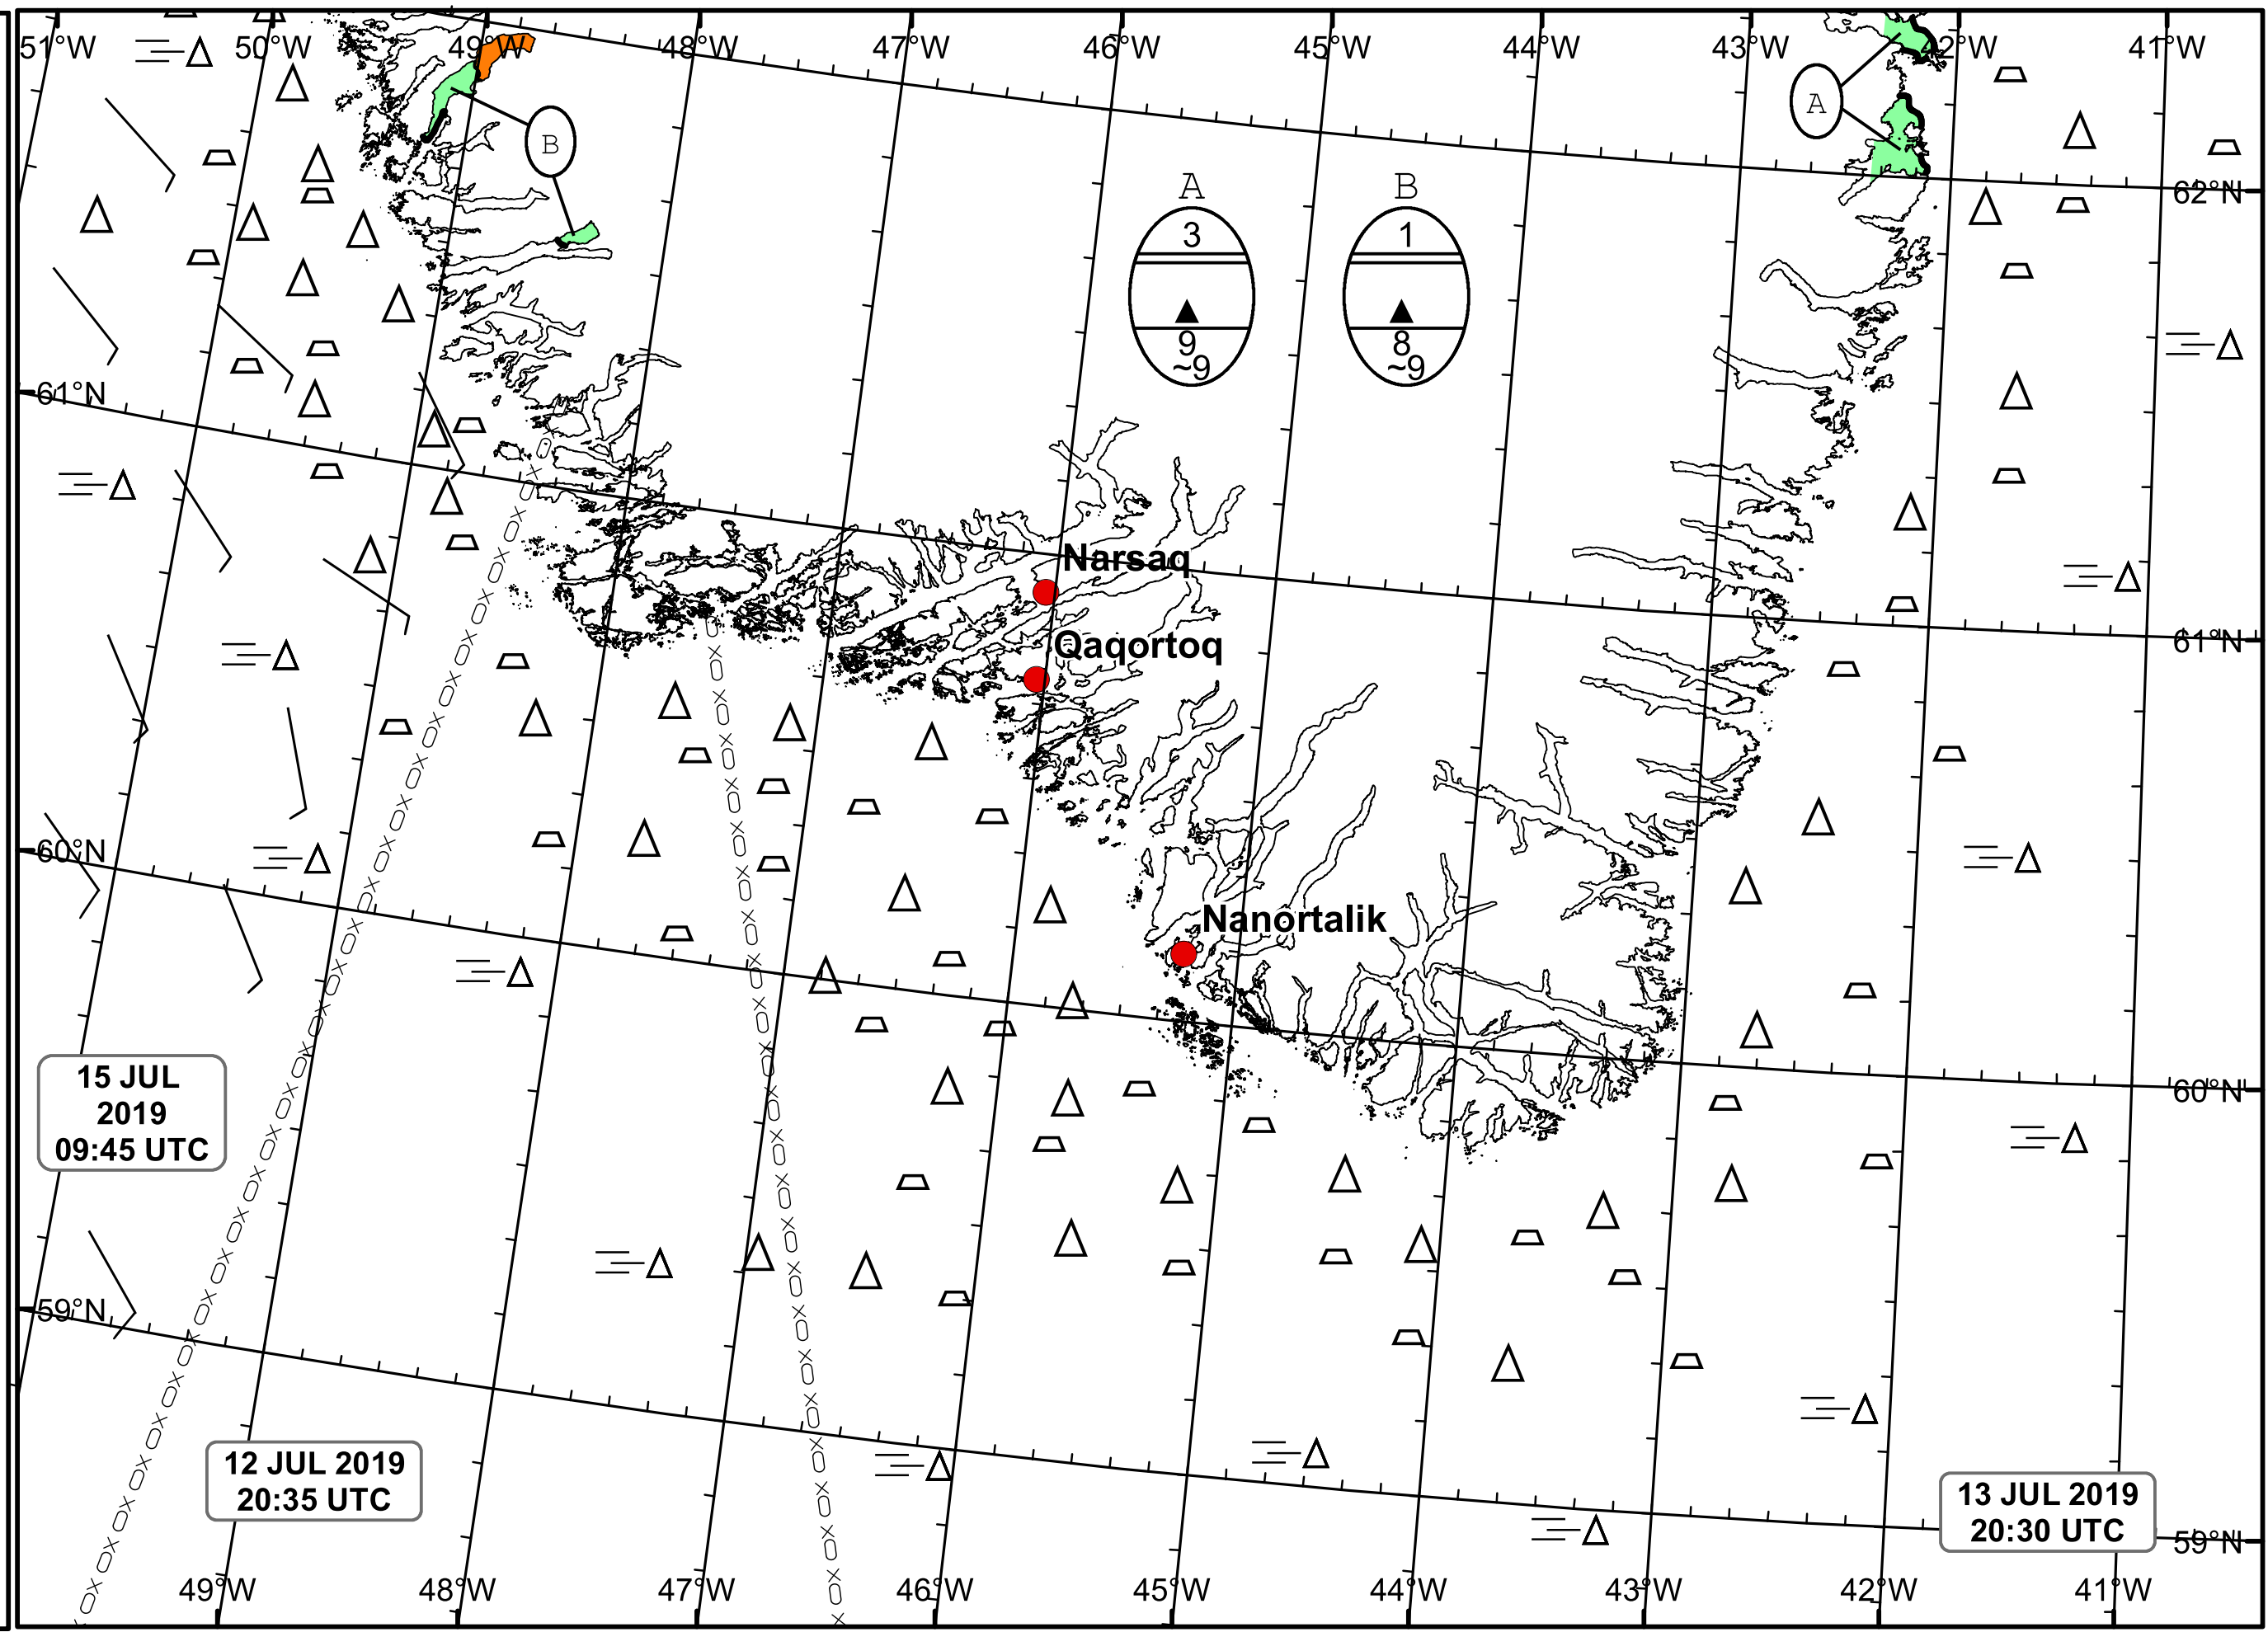 51°W 50°W 49°W 48°W 47°W 46°W 45°W 44°W 43°W 42°W 41°W
A
B
62°N
A B
3 1
9 8
~9 ~9
61°N
Narsaq
61°N
Qaqortoq
60°N
Nanortalik
60°N
15 JUL
2019
09:45 UTC
59°N
12 JUL 2019
20:35 UTC
13 JUL 2019
20:30 UTC
59°N
49°W 48°W 47°W 46°W 45°W 44°W 43°W 42°W 41°W